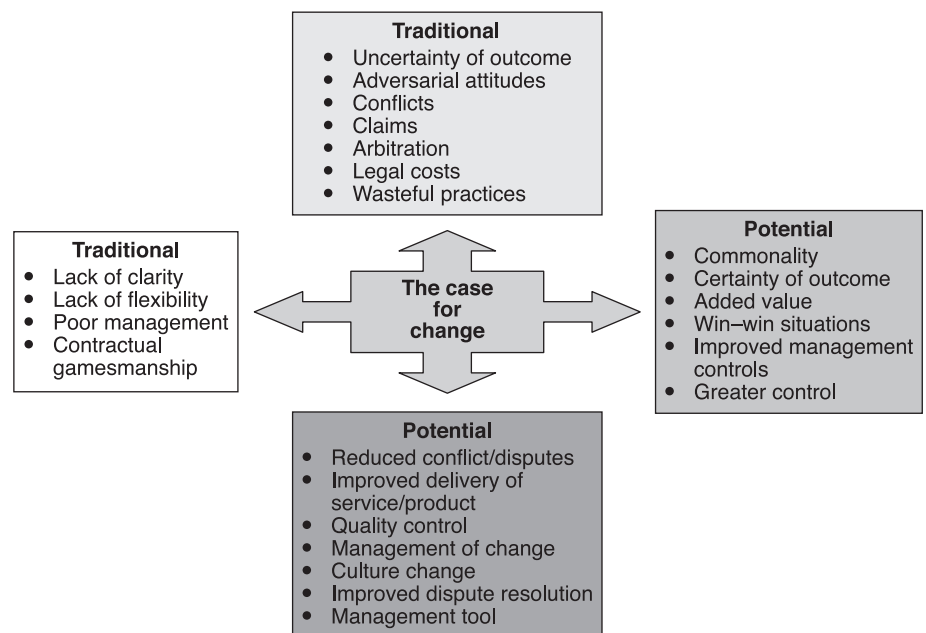 Traditional
• Uncertainty of outcome
• Adversarial attitudes
• Conflicts
• Claims
• Arbitration
• Legal costs
• Wasteful practices
Traditional
• Lack of clarity
• Lack of flexibility
• Poor management
• Contractual
gamesmanship
The case
for
change
Potential
• Commonality
• Certainty of outcome
• Added value
• Win–win situations
• Improved management
controls
• Greater control
Potential
• Reduced conflict/disputes
• Improved delivery of
service/product
• Quality control
• Management of change
• Culture change
• Improved dispute resolution
• Management tool